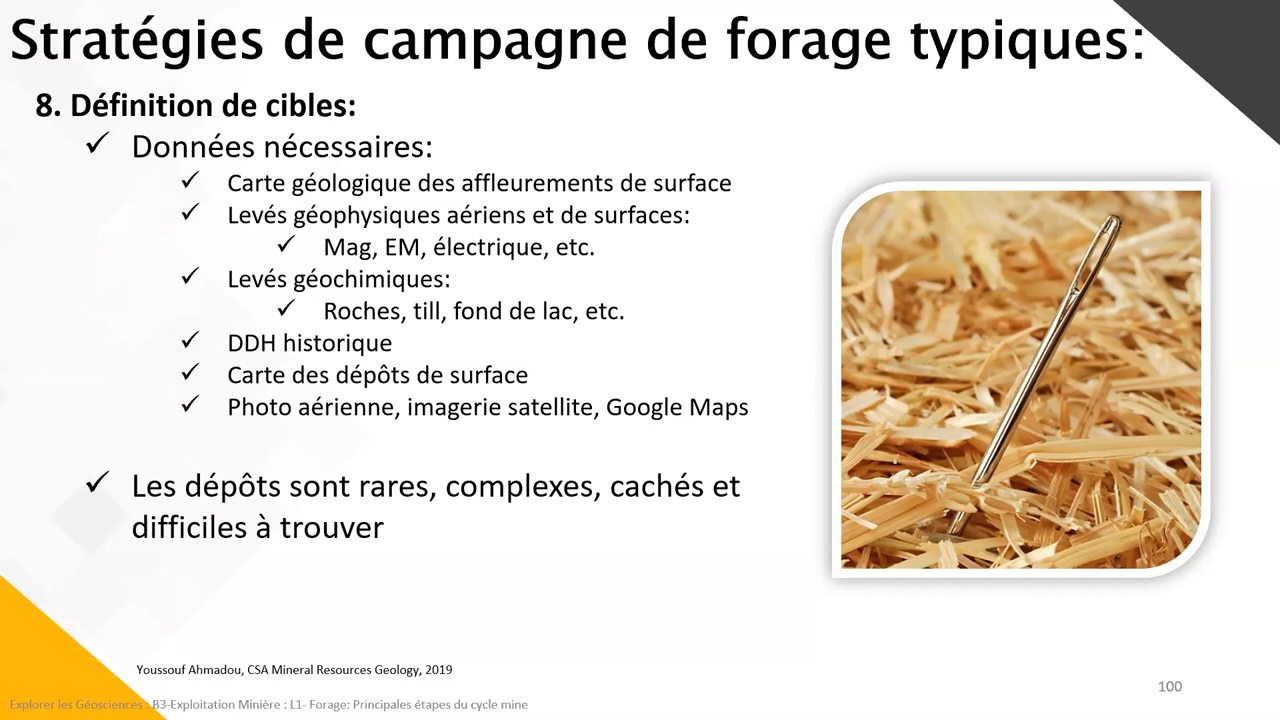 Stratégies de campagne de forage typiques:
8. Définition de cibles:
✓ Données nécessaires:
✓ Carte géologique des affleurements de surface
✓ Levés géophysiques aériens et de surfaces:
✓ Mag, EM, électrique, etc.
✓ Levés géochimiques:
✓ Roches, till, fond de lac, etc.
✓ DDH historique
✓ Carte des dépôts de surface
✓ Photo aérienne, imagerie satellite, Google Maps
✓ Les dépôts sont rares, complexes, cachés et
difficiles à trouver
Youssouf Ahmadou, CSA Mineral Resources Geology, 2019
100
Explorer les Géosciences : B3-Exploitation Minière : L1- Forage: Principales étapes du cycle mine